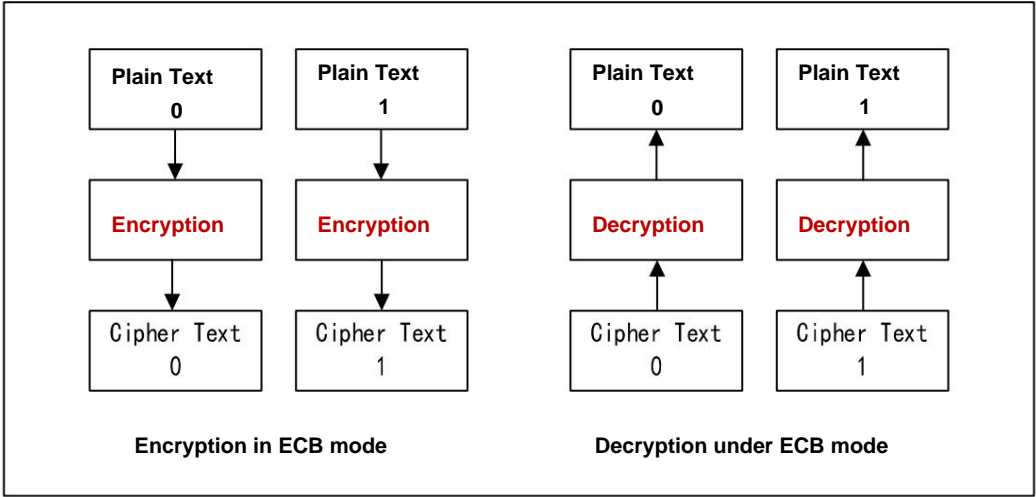 Plain Text
0
Plain Text
1
Plain Text
0
Plain Text
1
Encryption
Encryption
Decryption
Decryption
Cipher Text
0
Cipher Text
1
Cipher Text
0
Cipher Text
1
Encryption in ECB mode
Decryption under ECB mode